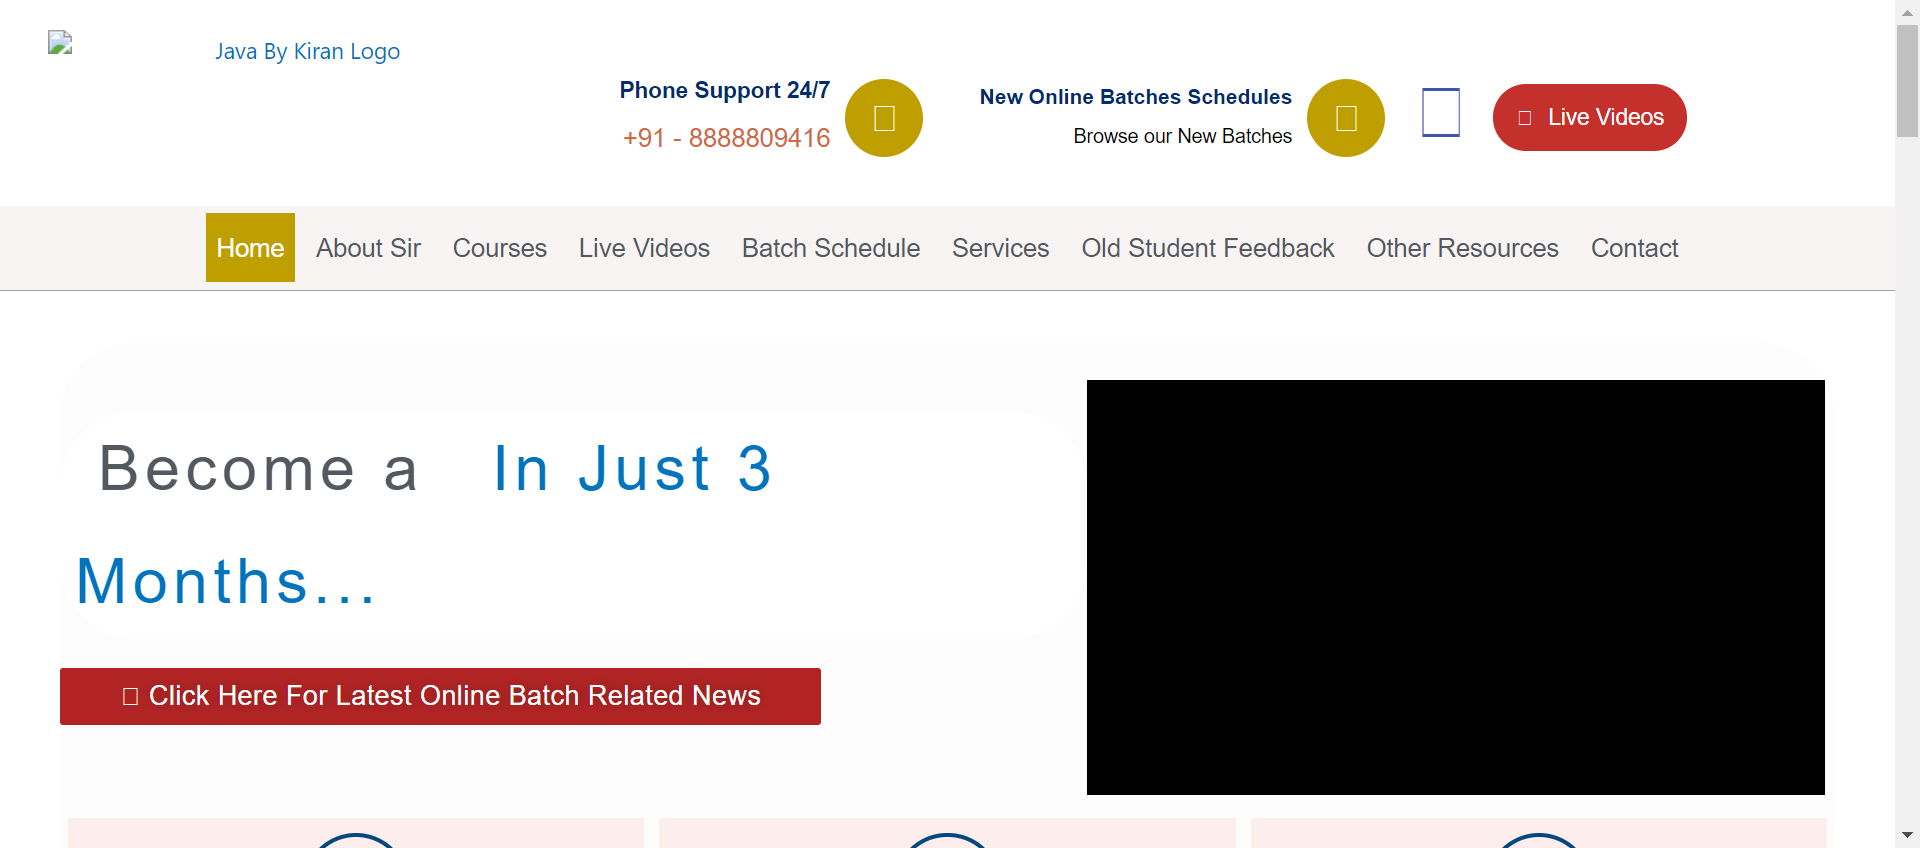 Java By Kiran Logo
Phone Support 24/7
+91 - 8888809416
New Online Batches Schedules
Browse our New Batches
Live Videos
Home About Sir Courses Live Videos Batch Schedule Services Old Student Feedback Other Resources Contact
Become a In Just 3
Months...
Click Here For Latest Online Batch Related News